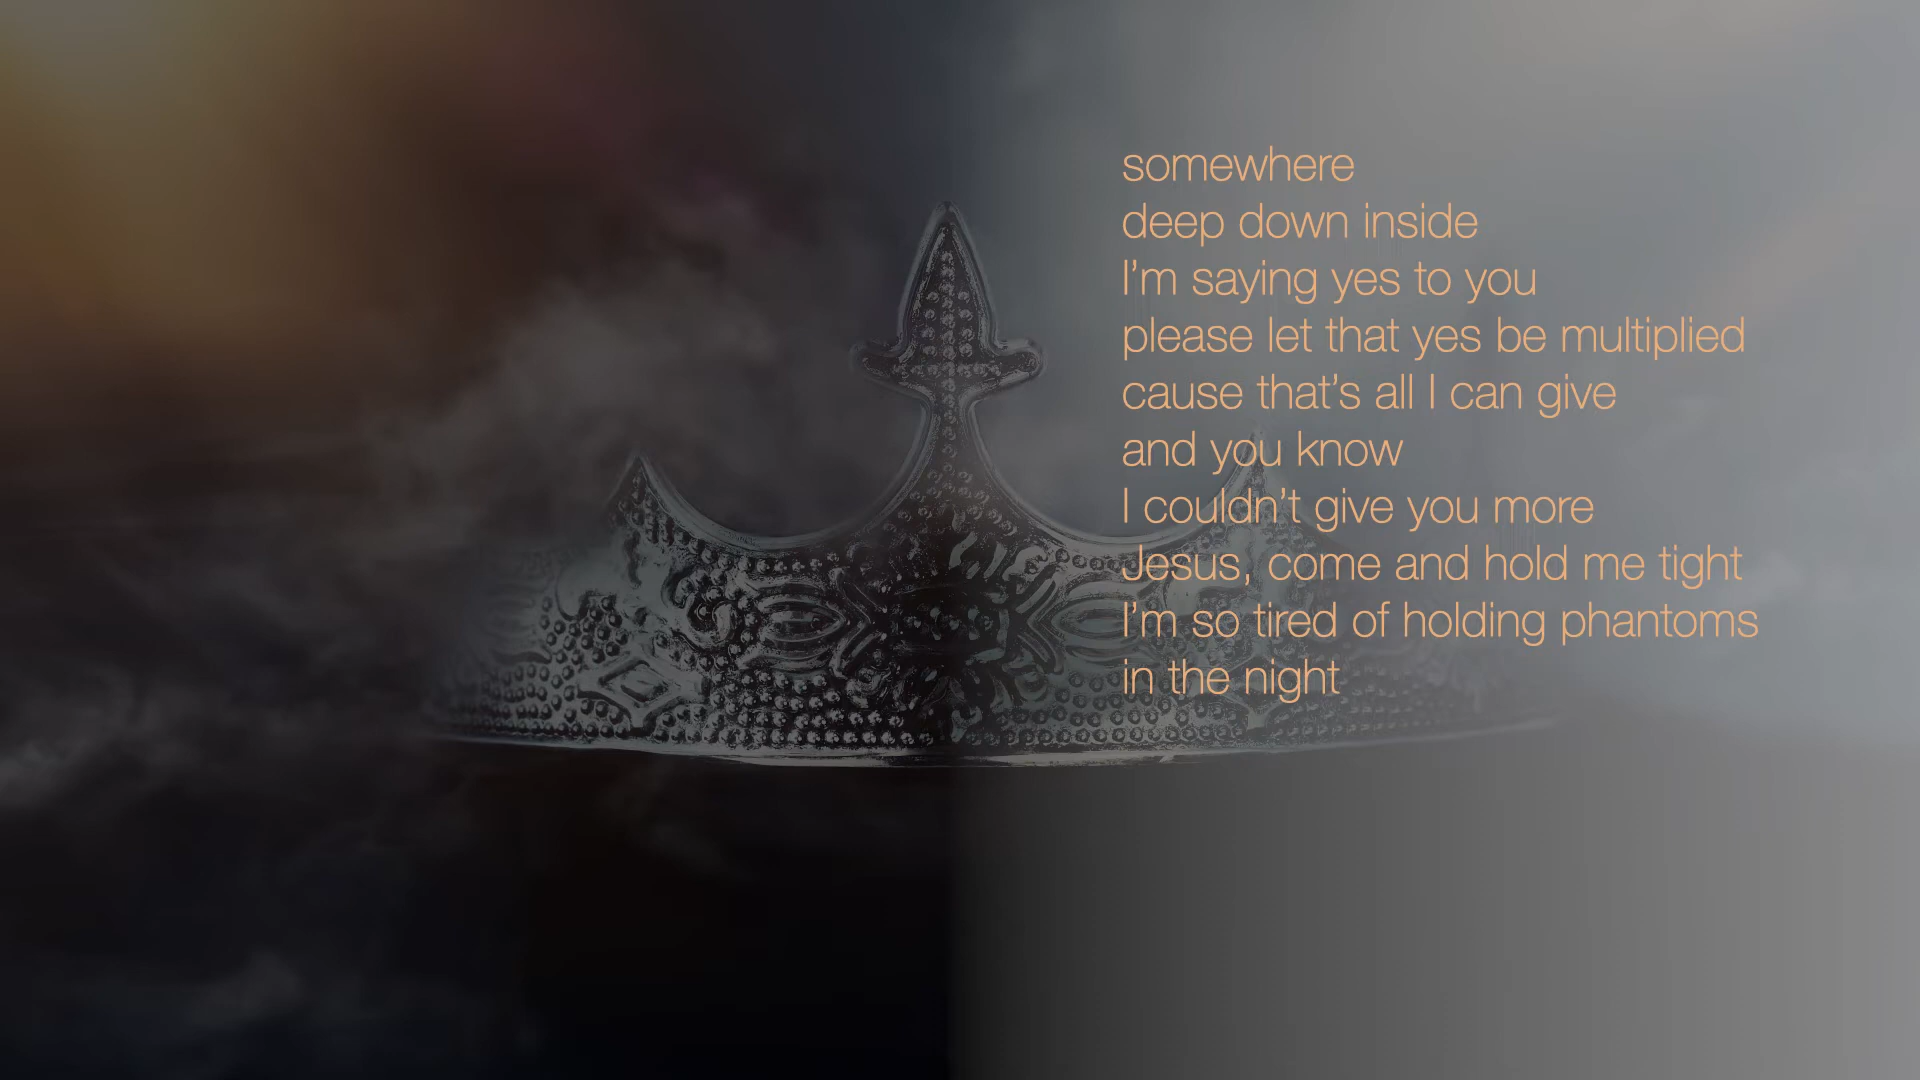 somewhere
deep down inside
I’m saying yes to you
please let that yes be multiplied
cause that’s all I can give
and you know
I couldn’t give you more
Jesus, come and hold me tight
I’m so tired of holding phantoms
in the night